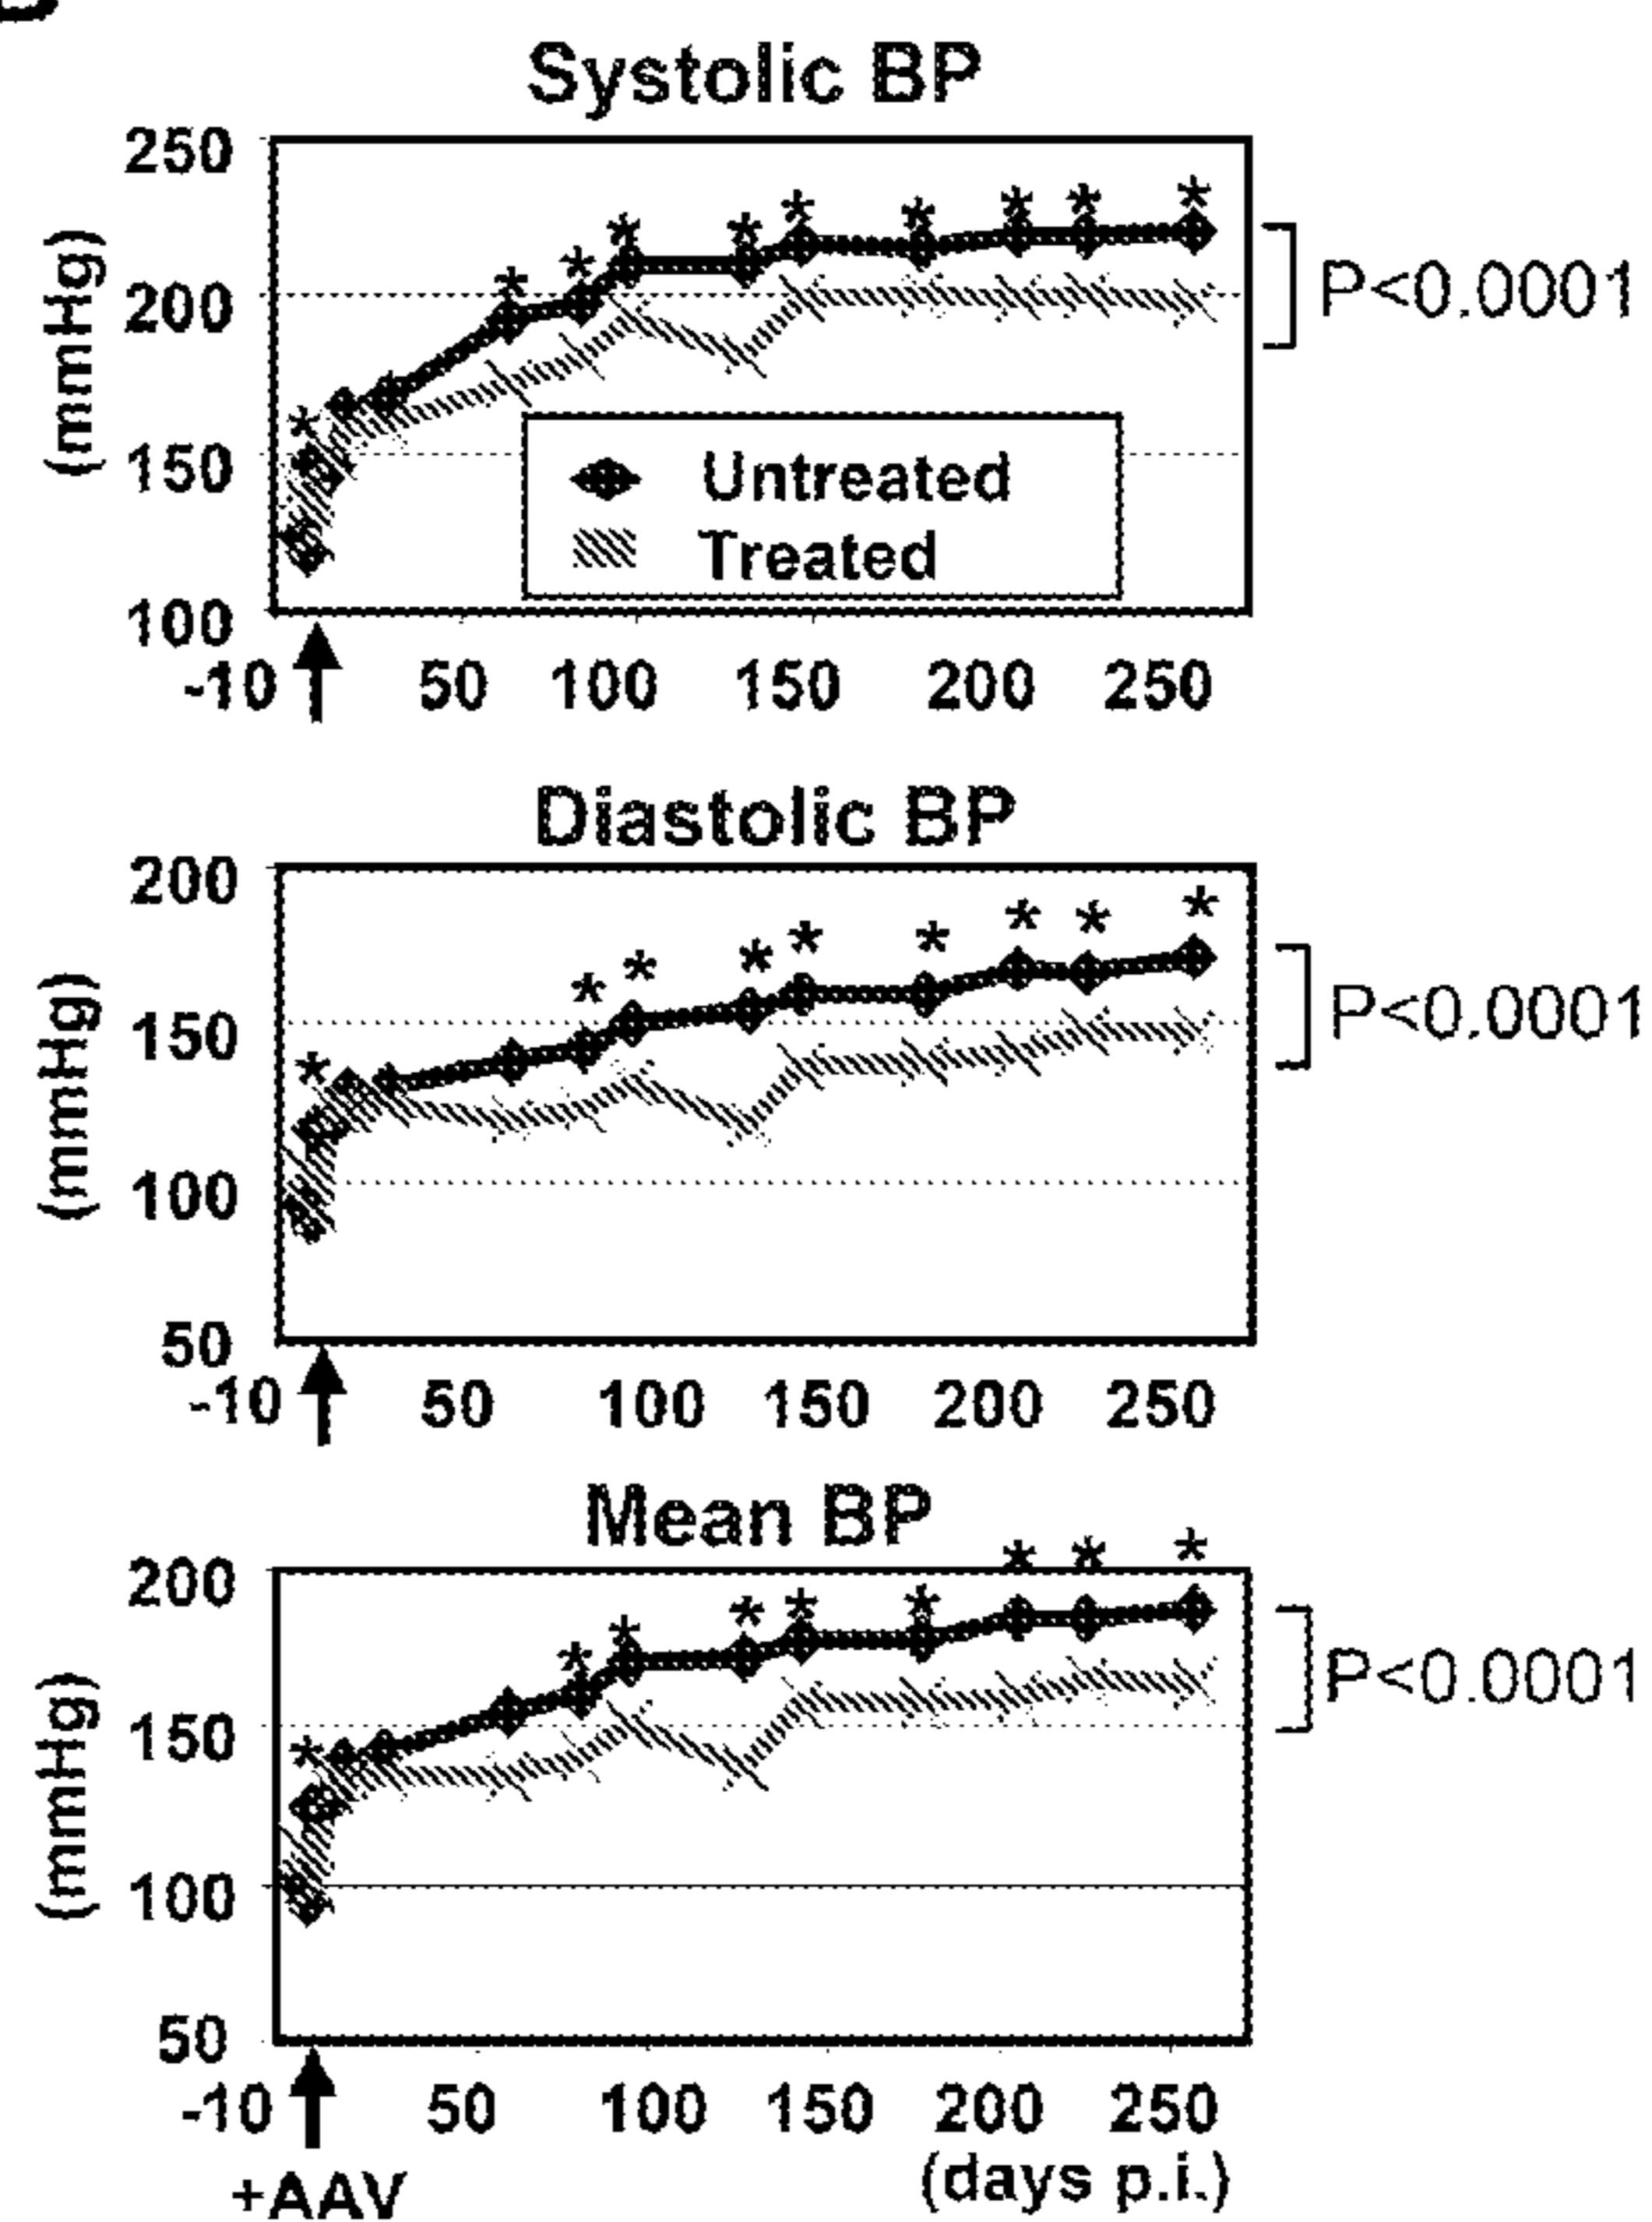 Systolic BP
250
200
150
100
(mmHg)
* * * * * * * * * *
Untreated
Treated
P<0.0001
-10 50 100 150 200 250
Diastolic BP
200
150
100
50
(mmHg)
* * * * * * * * *
P<0.0001
-10 50 100 150 200 250
Mean BP
200
150
100
50
(mmHg)
* * * * * * * * *
P<0.0001
-10 50 100 150 200 250
+AAV (days p.i.)